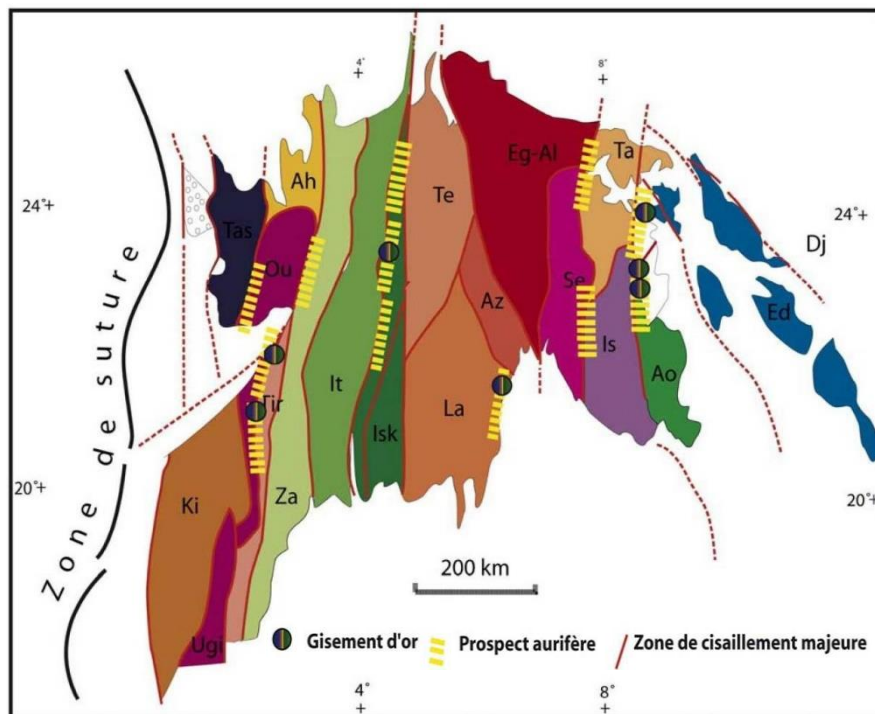 4°
+
8°
+
24°+
24°
+
Ah
Tas
Ou
Te
Eg-Al
Ta
Dj
Az
Se
Is
Ed
Ao
Tir
It
Isk
La
20°+
20°
+
Ki
Za
Ugi
Zone de suture
200 km
Gisement d'or
Prospect aurifère
Zone de cisaillement majeure
4°
+
8°
+